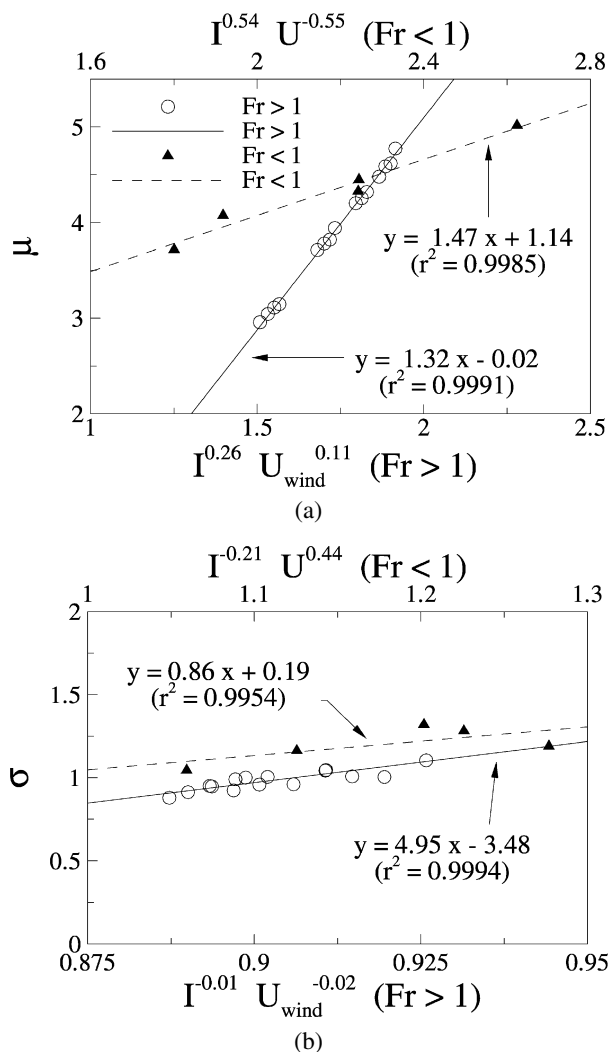 I^0.54 U^-0.55 (Fr < 1)
1.6 2 2.4 2.8
Fr > 1
Fr > 1
Fr < 1
Fr < 1
5
4
3
2
μ
y = 1.47 x + 1.14
(r² = 0.9985)
y = 1.32 x - 0.02
(r² = 0.9991)
1 1.5 2 2.5
I^0.26 U_wind^0.11 (Fr > 1)
(a)
I^-0.21 U^0.44 (Fr < 1)
1 1.1 1.2 1.3
2
1.5
1
0.5
0
σ
y = 0.86 x + 0.19
(r² = 0.9954)
y = 4.95 x - 3.48
(r² = 0.9994)
0.875 0.9 0.925 0.95
I^-0.01 U_wind^-0.02 (Fr > 1)
(b)